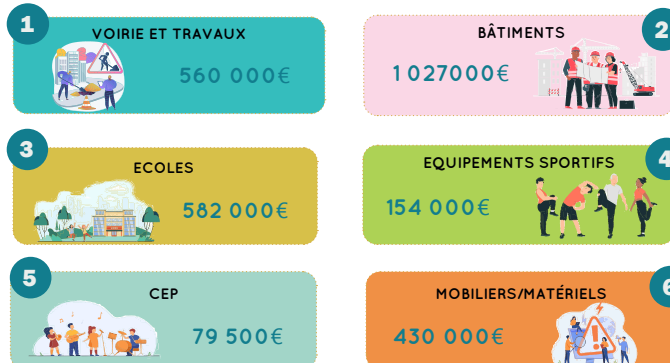 1
VOIRIE ET TRAVAUX
560 000€
2
BÂTIMENTS
1 027000€
3
ECOLES
582 000€
4
EQUIPEMENTS SPORTIFS
154 000€
5
CEP
79 500€
6
MOBILIERS/MATÉRIELS
430 000€